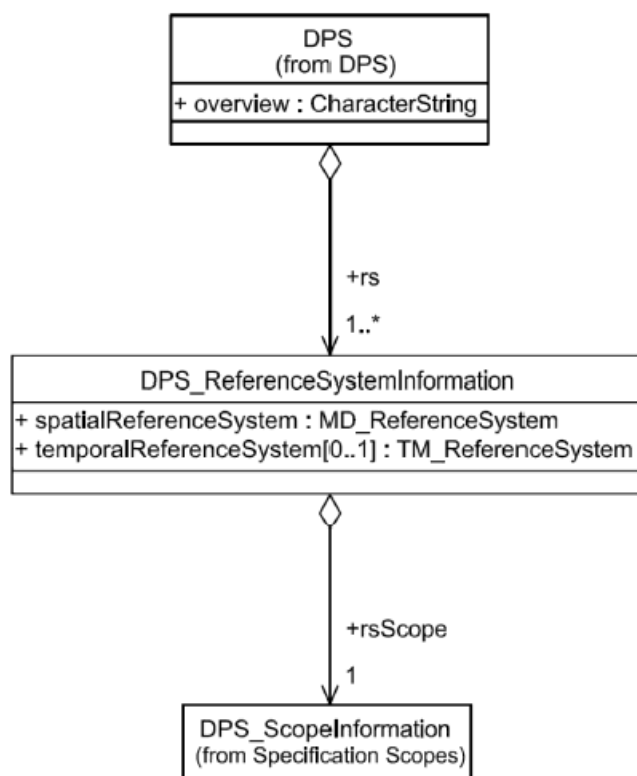 DPS
(from DPS)
+ overview : CharacterString
+rs
1..*
DPS_ReferenceSystemInformation
+ spatialReferenceSystem : MD_ReferenceSystem
+ temporalReferenceSystem[0..1] : TM_ReferenceSystem
+rsScope
1
DPS_ScopeInformation
(from Specification Scopes)